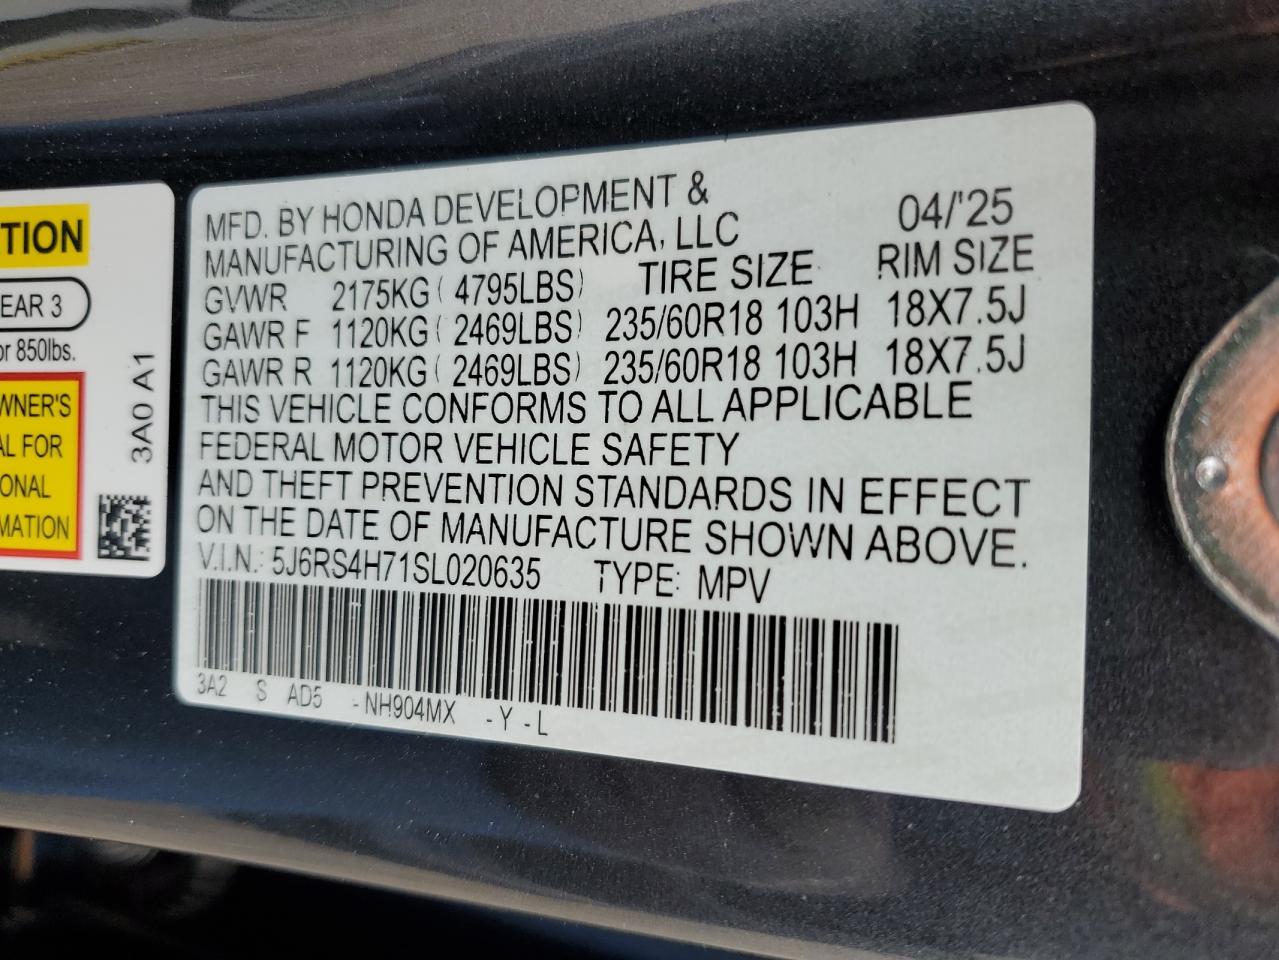 TION
EAR 3
or 850lbs.
WNER'S
AL FOR
ONAL
MATION
3A0 A1
MFD. BY HONDA DEVELOPMENT &
MANUFACTURING OF AMERICA, LLC
04/'25
GVWR 2175KG ( 4795LBS) TIRE SIZE RIM SIZE
GAWR F 1120KG ( 2469LBS) 235/60R18 103H 18X7.5J
GAWR R 1120KG ( 2469LBS) 235/60R18 103H 18X7.5J
THIS VEHICLE CONFORMS TO ALL APPLICABLE
FEDERAL MOTOR VEHICLE SAFETY
AND THEFT PREVENTION STANDARDS IN EFFECT
ON THE DATE OF MANUFACTURE SHOWN ABOVE.
V.I.N.: 5J6RS4H71SL020635 TYPE: MPV
3A2 S AD5 -NH904MX -Y-L